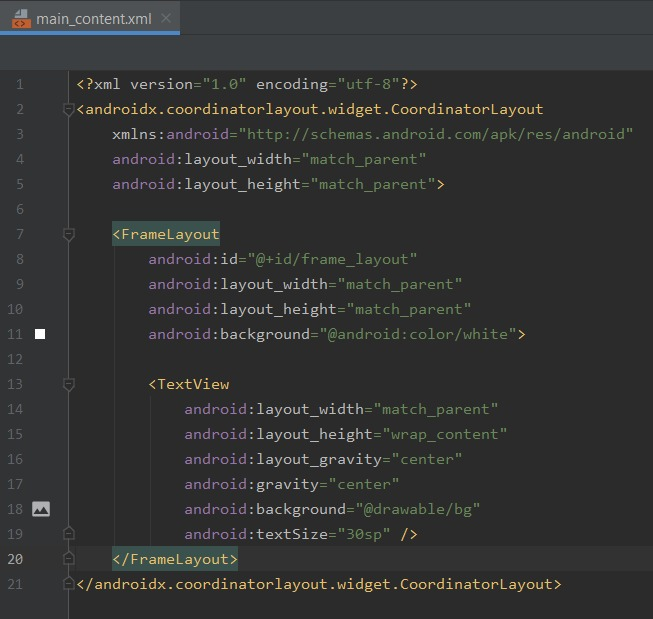 main_content.xml
1 <?xml version="1.0" encoding="utf-8"?>
2 <androidx.coordinatorlayout.widget.CoordinatorLayout
3 xmlns:android="http://schemas.android.com/apk/res/android"
4 android:layout_width="match_parent"
5 android:layout_height="match_parent">
6
7 <FrameLayout
8 android:id="@+id/frame_layout"
9 android:layout_width="match_parent"
10 android:layout_height="match_parent"
11 android:background="@android:color/white">
12
13 <TextView
14 android:layout_width="match_parent"
15 android:layout_height="wrap_content"
16 android:layout_gravity="center"
17 android:gravity="center"
18 android:background="@drawable/bg"
19 android:textSize="30sp" />
20 </FrameLayout>
21 </androidx.coordinatorlayout.widget.CoordinatorLayout>